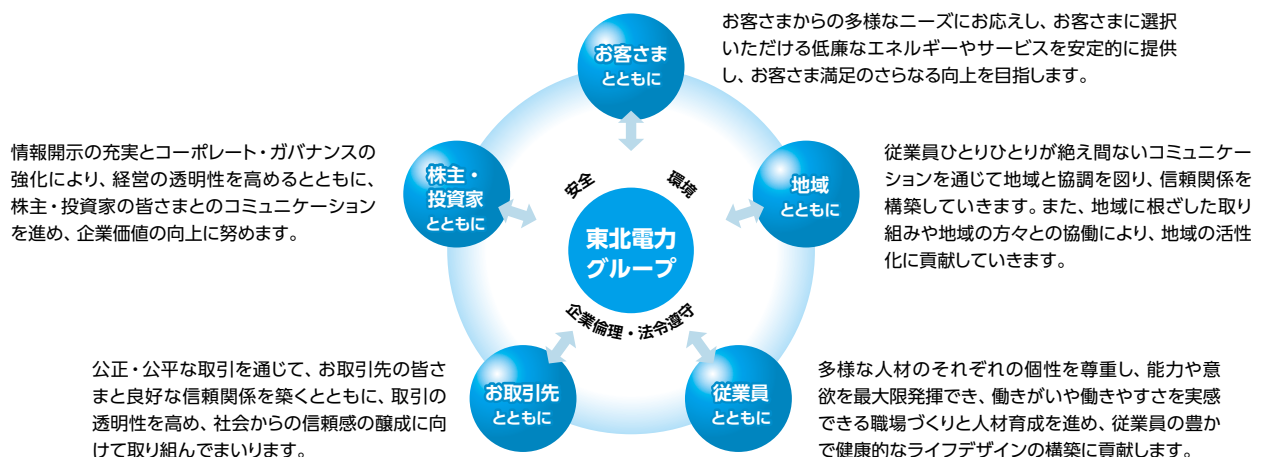 お客さまからの多様なニーズにお応えし、お客さまに選択
いただける低廉なエネルギーやサービスを安定的に提供
し、お客さま満足のさらなる向上を目指します。
お客さま
とともに
情報開示の充実とコーポレート・ガバナンスの
強化により、経営の透明性を高めるとともに、
株主・投資家の皆さまとのコミュニケーション
を進め、企業価値の向上に努めます。
株主・
投資家
とともに
安全
環境
地域
とともに
従業員ひとりひとりが絶え間ないコミュニケー
ションを通じて地域と協調を図り、信頼関係を
構築していきます。また、地域に根ざした取り
組みや地域の方々との協働により、地域の活性
化に貢献していきます。
東北電力
グループ
企業倫理・法令遵守
公正・公平な取引を通じて、お取引先の皆さ
まと良好な信頼関係を築くとともに、取引の
透明性を高め、社会からの信頼感の醸成に向
けて取り組んでまいります。
お取引先
とともに
従業員
とともに
多様な人材のそれぞれの個性を尊重し、能力や意
欲を最大限発揮でき、働きがいや働きやすさを実感
できる職場づくりと人材育成を進め、従業員の豊か
で健康的なライフデザインの構築に貢献します。